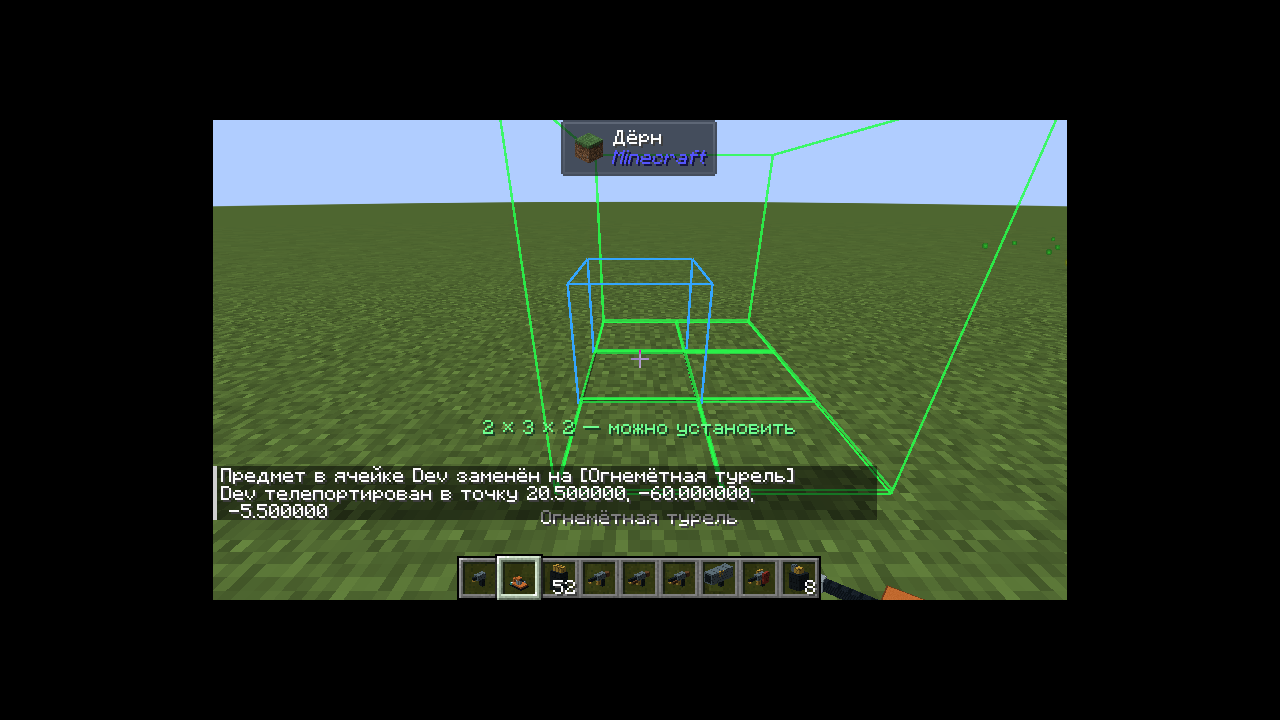 Дёрн
Minecraft
2 × 3 × 2 — можно установить
Предмет в ячейке Dev заменён на [Огнемётная турель]
Dev телепортирован в точку 20.500000, -60.000000,
-5.500000
Огнемётная турель
52
8